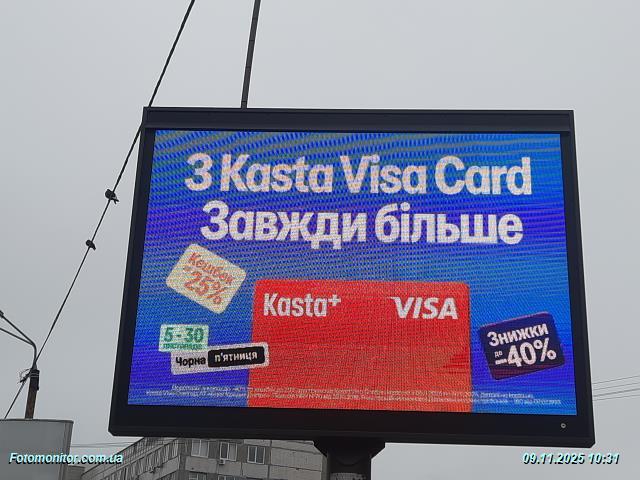 З Kasta Visa Card
Завжди більше
Кешбек
-25%
Kasta+
VISA
5-30
листопада
Чорна п'ятниця
Знижки
до -40%
Fotomonitor.com.ua
09.11.2025 10:31